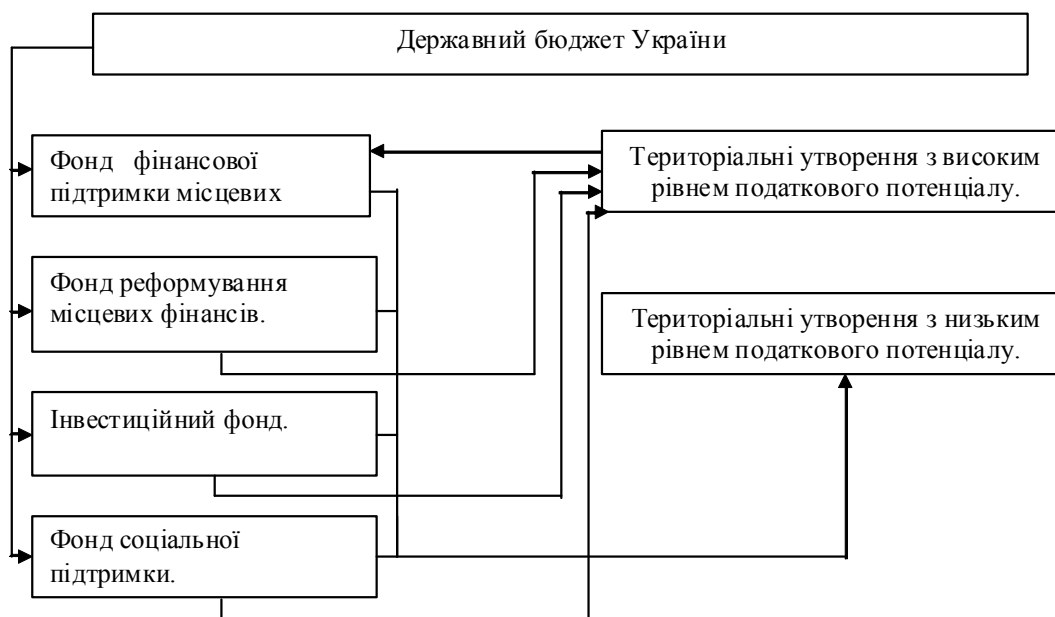 Державний бюджет України
Фонд фінансової
підтримки місцевих
Територіальні утворення з високим
рівнем податкового потенціалу.
Фонд реформування
місцевих фінансів.
Територіальні утворення з низьким
рівнем податкового потенціалу.
Інвестиційний фонд.
Фонд соціальної
підтримки.